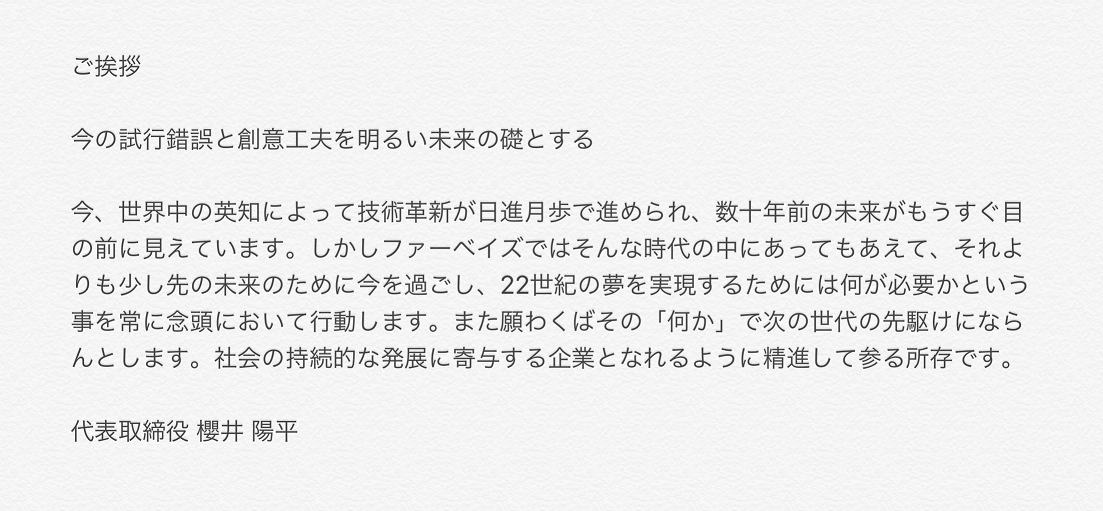 ご挨拶
今の試行錯誤と創意工夫を明るい未来の礎とする
今、世界中の英知によって技術革新が日進月歩で進められ、数十年前の未来がもうすぐ目
の前に見えています。しかしファーベイズではそんな時代の中にあってもあえて、それよ
りも少し先の未来のために今を過ごし、22世紀の夢を実現するためには何が必要かという
事を常に念頭において行動します。また願わくばその「何か」で次の世代の先駆けになら
んとします。社会の持続的な発展に寄与する企業となれるように精進して参る所存です。
代表取締役 櫻井 陽平